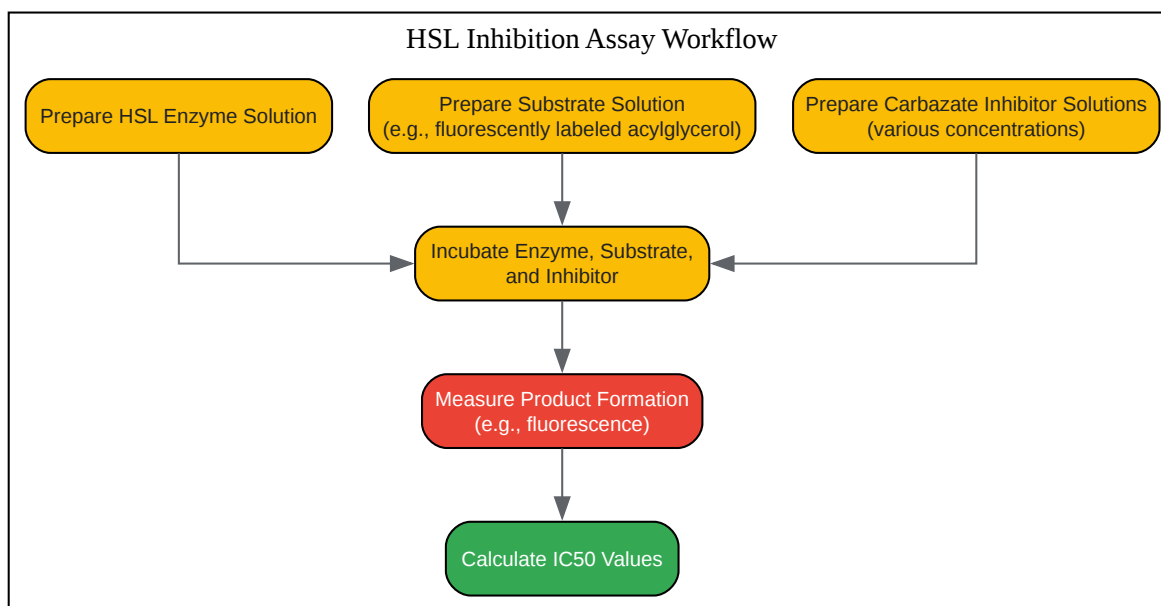 HSL Inhibition Assay Workflow
Prepare HSL Enzyme Solution
Prepare Substrate Solution
(e.g., fluorescently labeled acylglycerol)
Prepare Carbazate Inhibitor Solutions
(various concentrations)
Incubate Enzyme, Substrate,
and Inhibitor
Measure Product Formation
(e.g., fluorescence)
Calculate IC50 Values